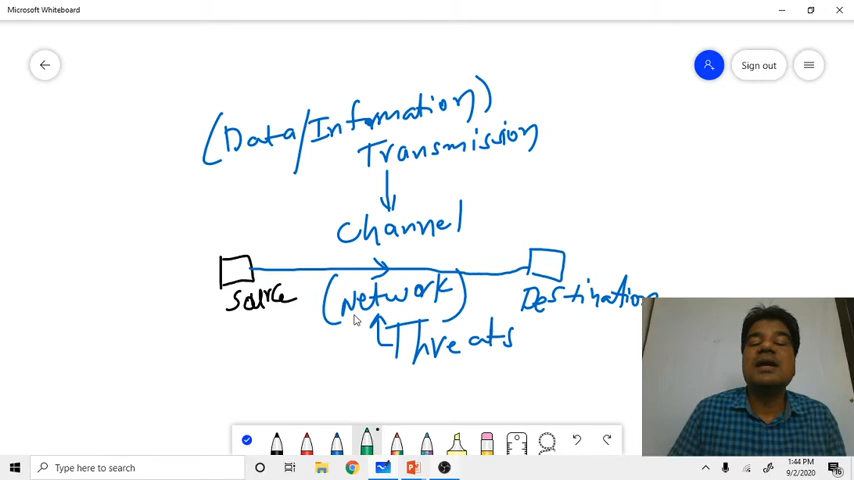 Microsoft Whiteboard
Sign out
(Data/Information)
Transmission
Channel
Source
(Network)
Destination
Threats
Type here to search
1:44 PM
9/2/2020
16